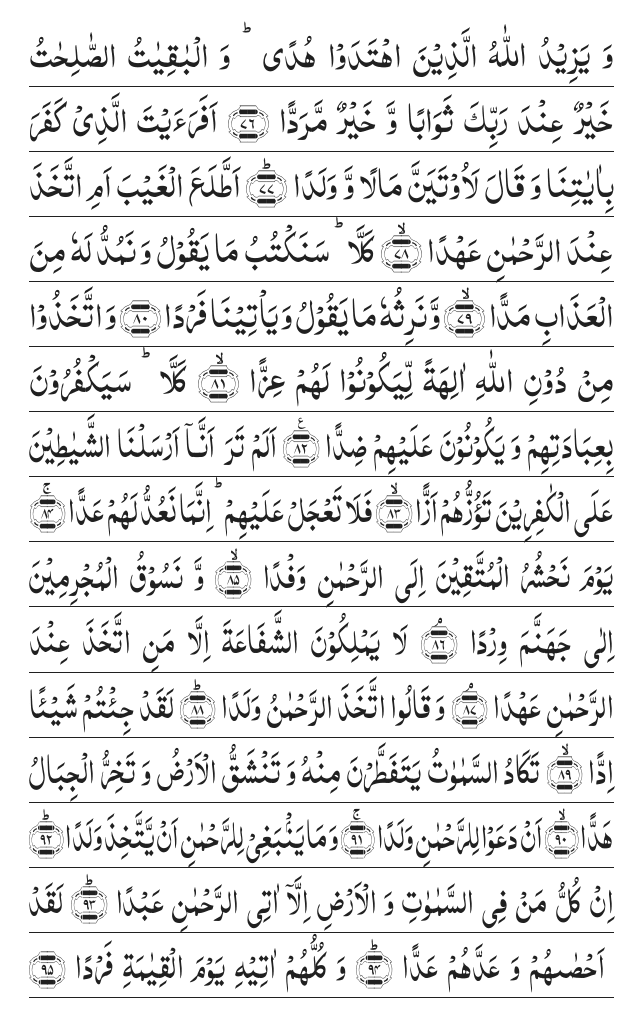 وَ يَزِيْدُ اللّٰهُ الَّذِيْنَ اهْتَدَوْا هُدًى ؕ وَ الْبٰقِيٰتُ الصّٰلِحٰتُ
خَيْرٌ عِنْدَ رَبِّكَ ثَوَابًا وَّ خَيْرٌ مَّرَدًّا ﴿۷۶﴾ اَفَرَءَيْتَ الَّذِيْ كَفَرَ
بِاٰيٰتِنَا وَ قَالَ لَاُوْتَيَنَّ مَالًا وَّ وَلَدًا ﴿ؕ۷۷﴾ اَطَّلَعَ الْغَيْبَ اَمِ اتَّخَذَ
عِنْدَ الرَّحْمٰنِ عَهْدًا ﴿ۙ۷۸﴾ كَلَّا ؕ سَنَكْتُبُ مَا يَقُوْلُ وَ نَمُدُّ لَهٗ مِنَ
الْعَذَابِ مَدًّا ﴿ۙ۷۹﴾ وَّ نَرِثُهٗ مَا يَقُوْلُ وَ يَاْتِيْنَا فَرْدًا ﴿۸۰﴾ وَ اتَّخَذُوْا
مِنْ دُوْنِ اللّٰهِ اٰلِهَةً لِّيَكُوْنُوْا لَهُمْ عِزًّا ﴿ۙ۸۱﴾ كَلَّا ؕ سَيَكْفُرُوْنَ
بِعِبَادَتِهِمْ وَ يَكُوْنُوْنَ عَلَيْهِمْ ضِدًّا ﴿۸۲﴾ ع اَلَمْ تَرَ اَنَّاۤ اَرْسَلْنَا الشَّيٰطِيْنَ
عَلَى الْكٰفِرِيْنَ تَؤُزُّهُمْ اَزًّا ﴿ۙ۸۳﴾ فَلَا تَعْجَلْ عَلَيْهِمْ ؕ اِنَّمَا نَعُدُّ لَهُمْ عَدًّا ﴿ۚ۸۴﴾
يَوْمَ نَحْشُرُ الْمُتَّقِيْنَ اِلَى الرَّحْمٰنِ وَفْدًا ﴿ۙ۸۵﴾ وَّ نَسُوْقُ الْمُجْرِمِيْنَ
اِلٰى جَهَنَّمَ وِرْدًا ﴿ۘ۸۶﴾ لَا يَمْلِكُوْنَ الشَّفَاعَةَ اِلَّا مَنِ اتَّخَذَ عِنْدَ
الرَّحْمٰنِ عَهْدًا ﴿ۘ۸۷﴾ وَ قَالُوا اتَّخَذَ الرَّحْمٰنُ وَلَدًا ﴿ؕ۸۸﴾ لَقَدْ جِئْتُمْ شَيْـًٔا
اِدًّا ﴿ۙ۸۹﴾ تَكَادُ السَّمٰوٰتُ يَتَفَطَّرْنَ مِنْهُ وَ تَنْشَقُّ الْاَرْضُ وَ تَخِرُّ الْجِبَالُ
هَدًّا ﴿ۙ۹۰﴾ اَنْ دَعَوْا لِلرَّحْمٰنِ وَلَدًا ﴿ۚ۹۱﴾ وَ مَا يَنْۢبَغِيْ لِلرَّحْمٰنِ اَنْ يَّتَّخِذَ وَلَدًا ﴿ؕ۹۲﴾
اِنْ كُلُّ مَنْ فِي السَّمٰوٰتِ وَ الْاَرْضِ اِلَّاۤ اٰتِي الرَّحْمٰنِ عَبْدًا ﴿ؕ۹۳﴾ لَقَدْ
اَحْصٰىهُمْ وَ عَدَّهُمْ عَدًّا ﴿ؕ۹۴﴾ وَ كُلُّهُمْ اٰتِيْهِ يَوْمَ الْقِيٰمَةِ فَرْدًا ﴿۹۵﴾